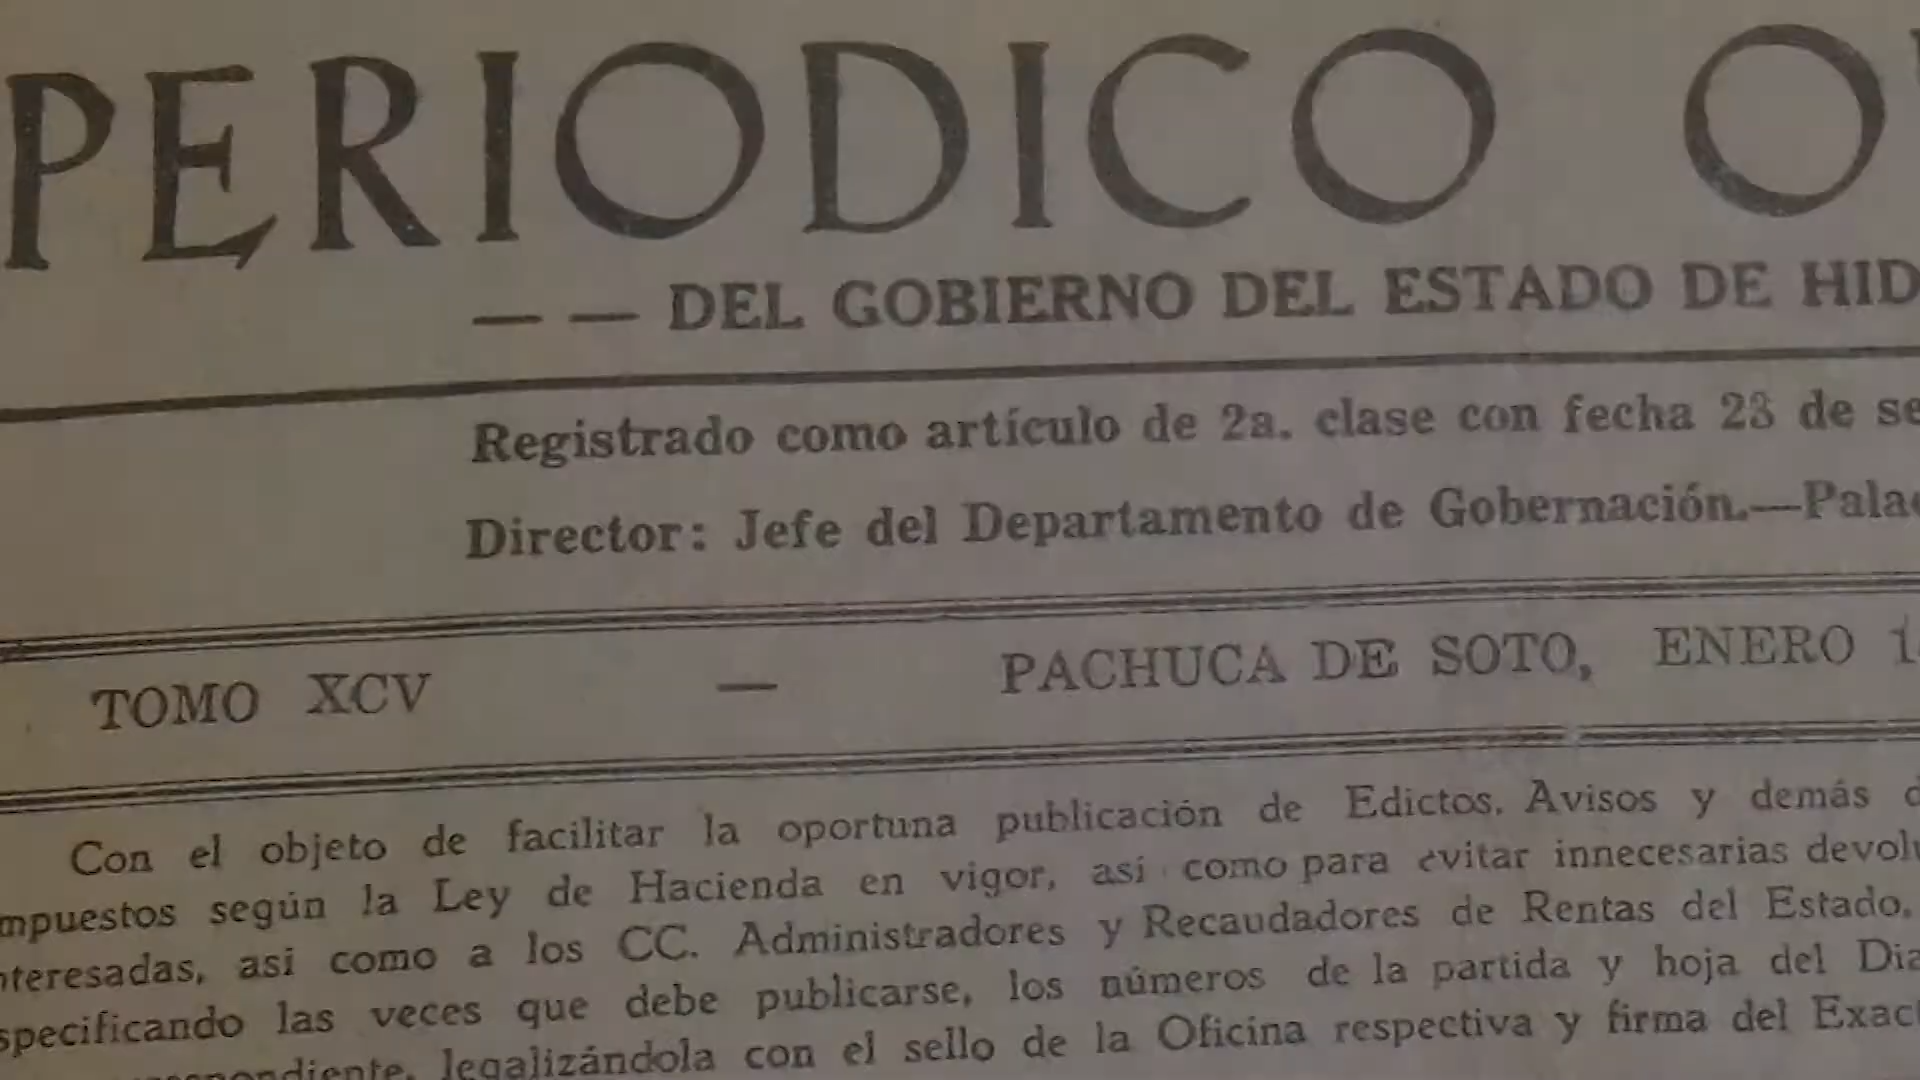 PERIODICO O
— — DEL GOBIERNO DEL ESTADO DE HID
Registrado como artículo de 2a. clase con fecha 23 de se
Director: Jefe del Departamento de Gobernación.—Pala
TOMO XCV — PACHUCA DE SOTO, ENERO 1
Con el objeto de facilitar la oportuna publicación de Edictos, Avisos y demás d
mpuestos según la Ley de Hacienda en vigor, así como para evitar innecesarias devolu
nteresadas, asi como a los CC. Administradores y Recaudadores de Rentas del Estado,
specificando las veces que debe publicarse, los números de la partida y hoja del Dia
pondiente, legalizándola con el sello de la Oficina respectiva y firma del Exact